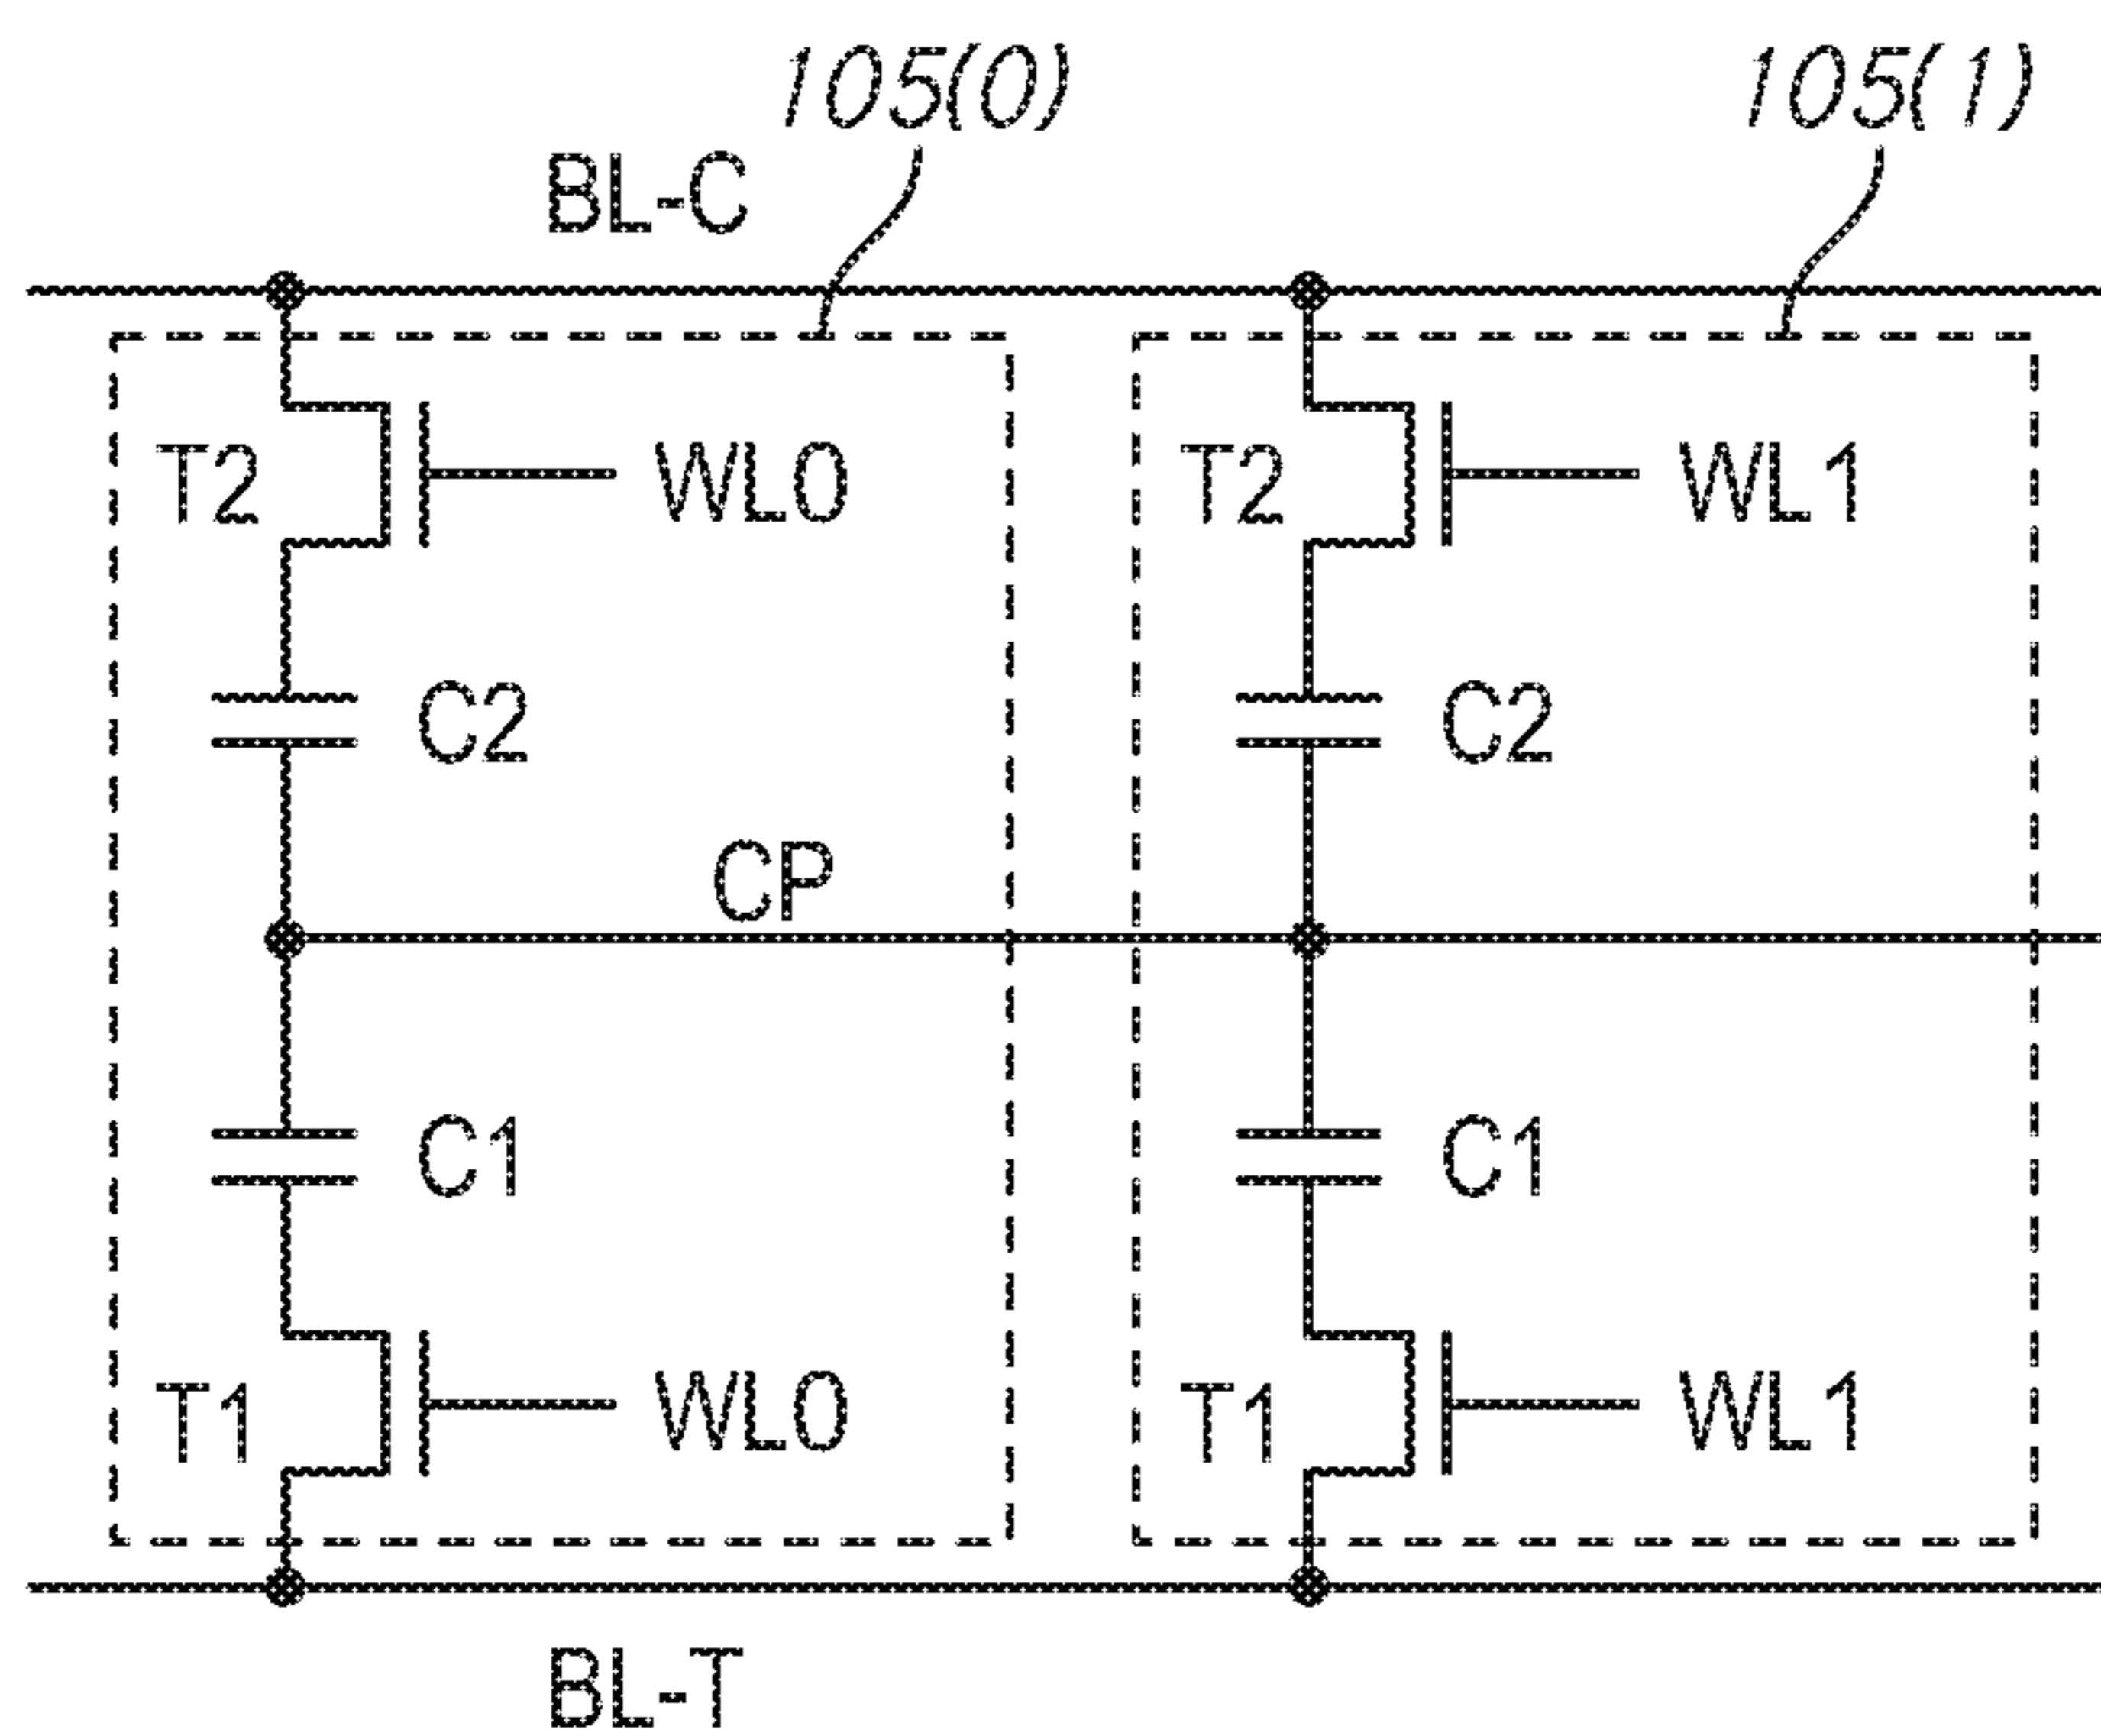 105(0) 105(1)
BL-C
T2 WL0 T2 WL1
C2 C2
CP
C1 C1
T1 WL0 T1 WL1
BL-T